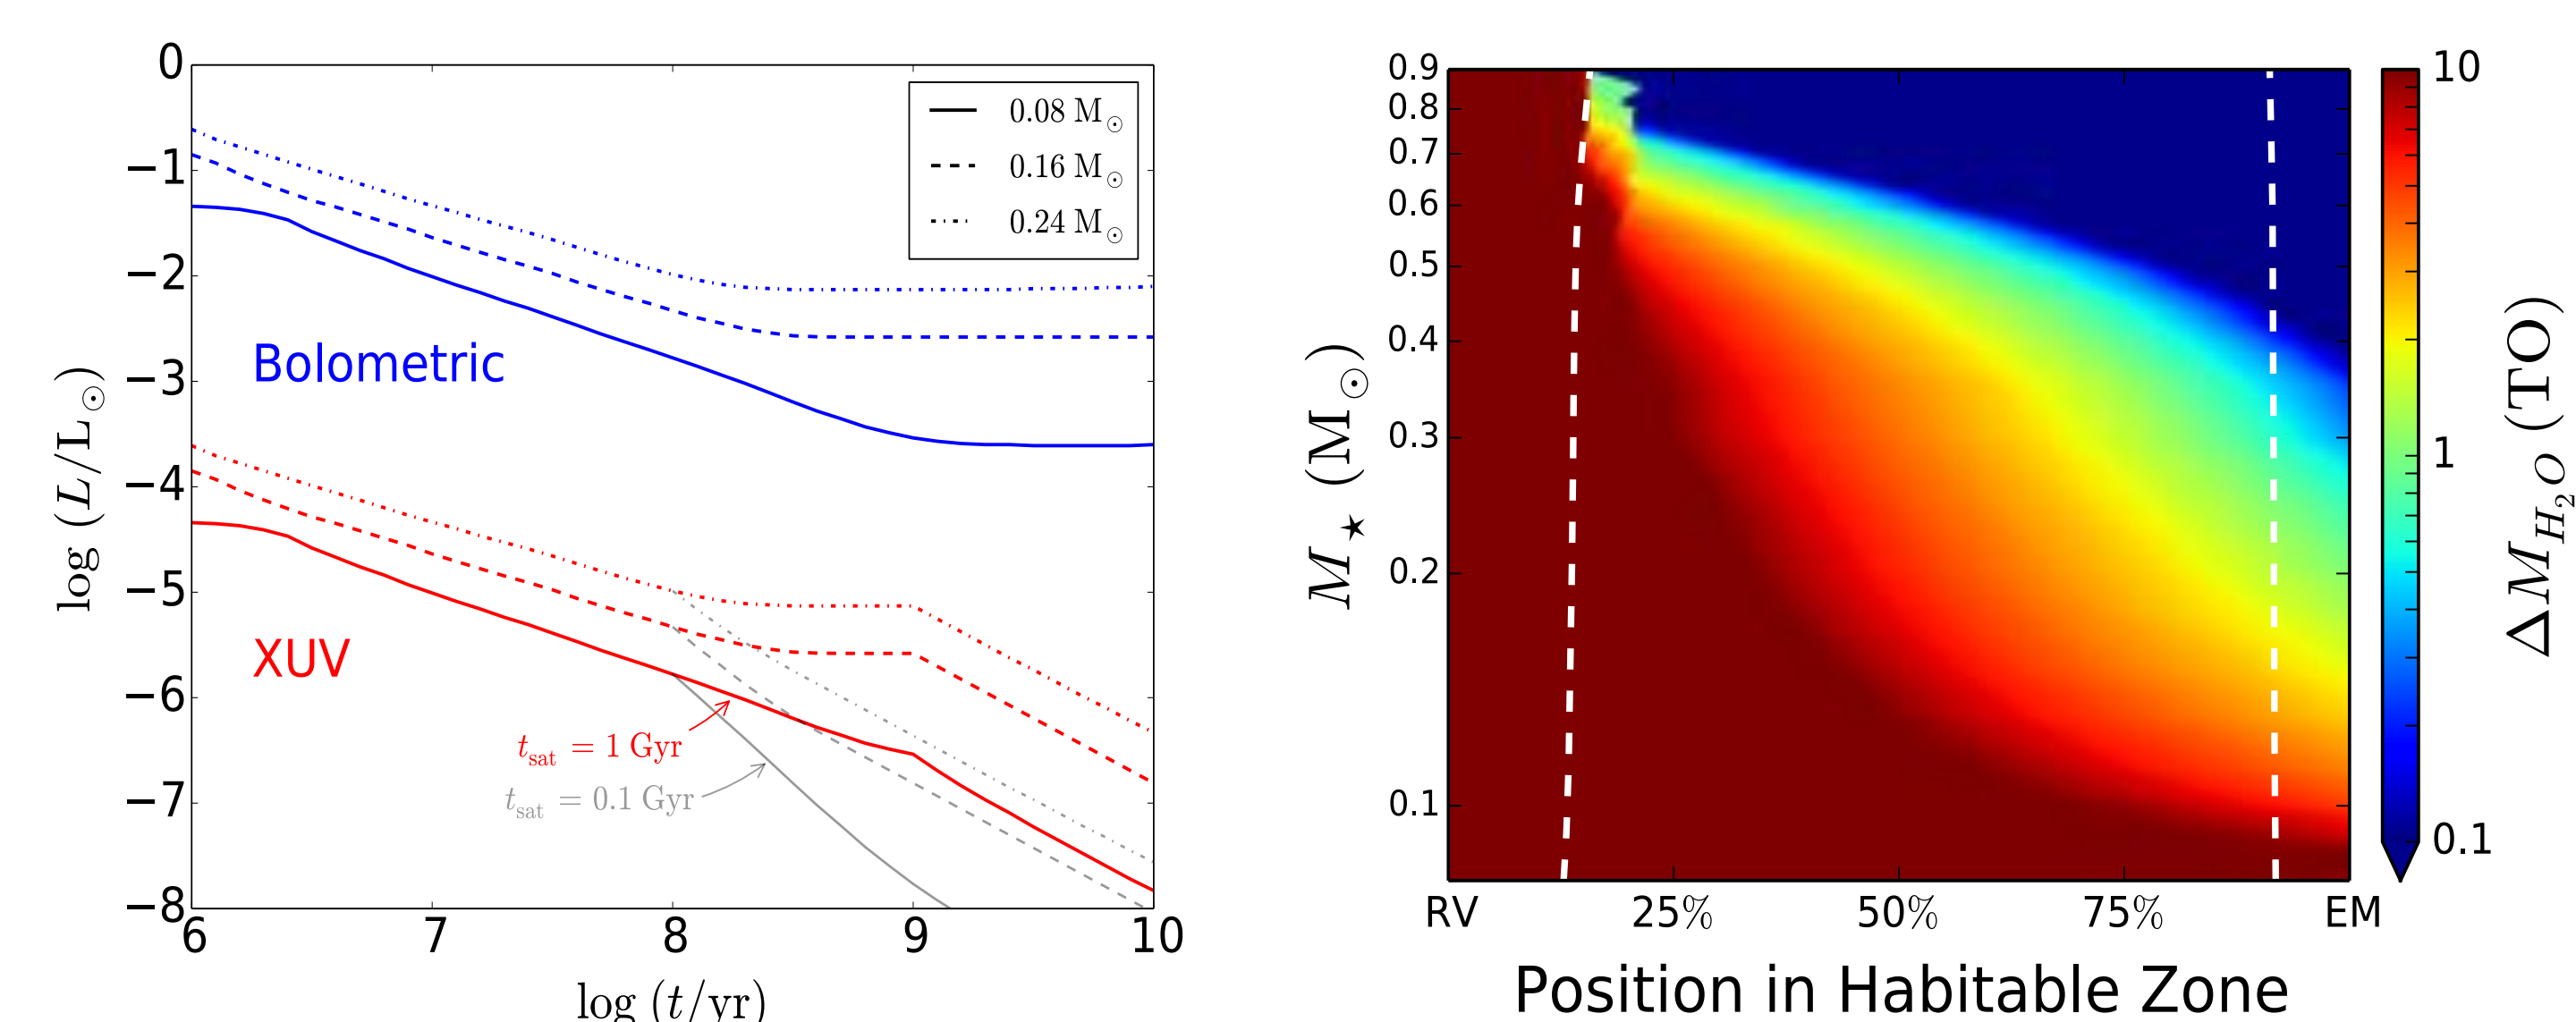 0
−1
−2
−3
−4
−5
−6
−7
−8
6
7
8
9
10
log (L/L⊙)
log (t/yr)
0.08 M⊙
0.16 M⊙
0.24 M⊙
Bolometric
XUV
t_sat = 1 Gyr
t_sat = 0.1 Gyr
0.9
0.8
0.7
0.6
0.5
0.4
0.3
0.2
0.1
M★ (M⊙)
RV
25%
50%
75%
EM
Position in Habitable Zone
10
1
0.1
ΔM_H₂O (TO)